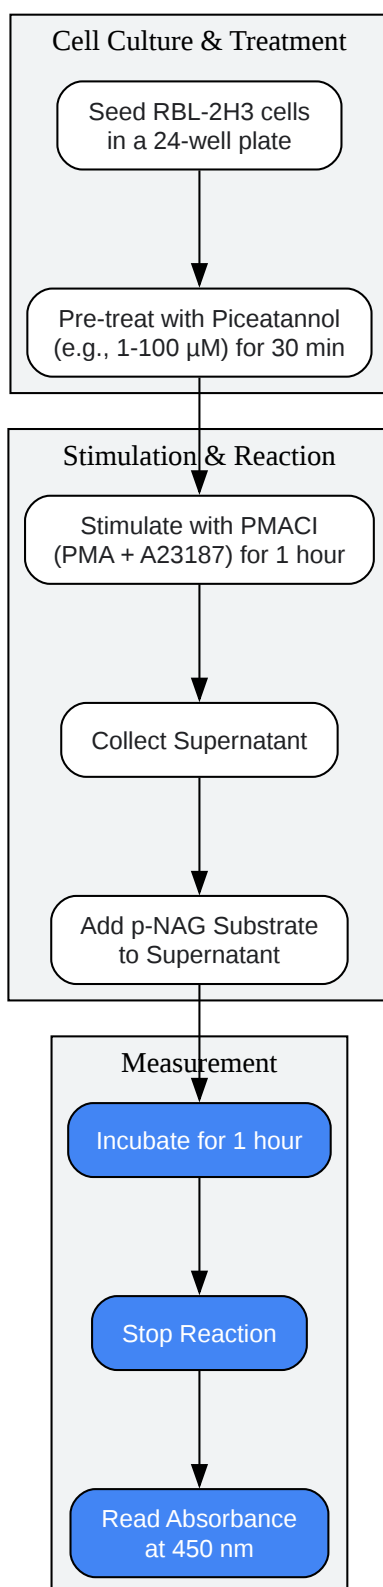 Cell Culture & Treatment
Seed RBL-2H3 cells
in a 24-well plate
Pre-treat with Piceatannol
(e.g., 1-100 µM) for 30 min
Stimulation & Reaction
Stimulate with PMACI
(PMA + A23187) for 1 hour
Collect Supernatant
Add p-NAG Substrate
to Supernatant
Measurement
Incubate for 1 hour
Stop Reaction
Read Absorbance
at 450 nm